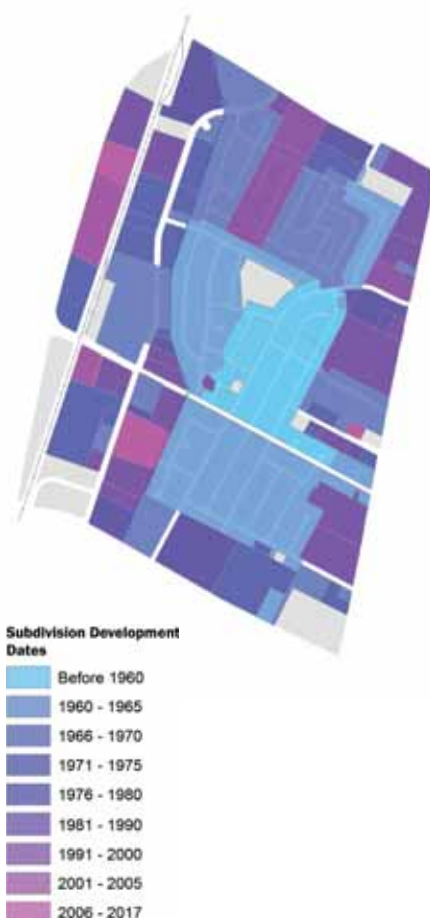 Subdivision Development
Dates
Before 1960
1960 - 1965
1966 - 1970
1971 - 1975
1976 - 1980
1981 - 1990
1991 - 2000
2001 - 2005
2006 - 2017